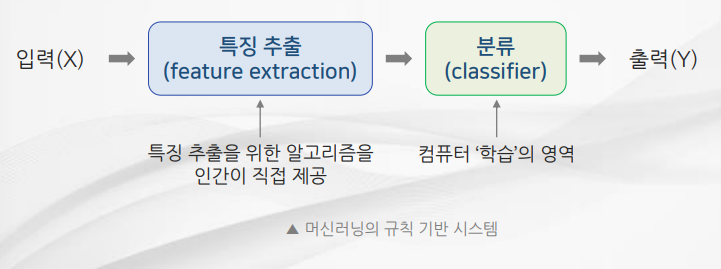 입력(X)
특징 추출
(feature extraction)
분류
(classifier)
출력(Y)
특징 추출을 위한 알고리즘을
인간이 직접 제공
컴퓨터 ‘학습’의 영역
▲ 머신러닝의 규칙 기반 시스템